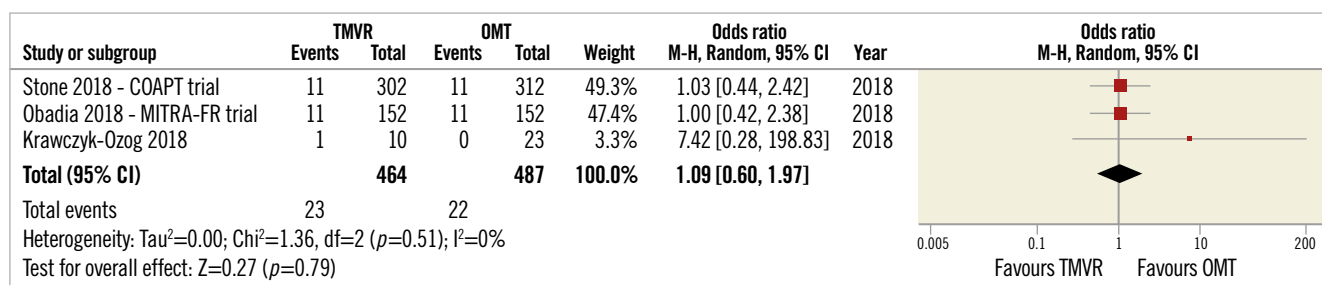 TMVR OMT Odds ratio Odds ratio
Study or subgroup Events Total Events Total Weight M-H, Random, 95% CI Year M-H, Random, 95% CI
Stone 2018 - COAPT trial 11 302 11 312 49.3% 1.03 [0.44, 2.42] 2018
Obadia 2018 - MITRA-FR trial 11 152 11 152 47.4% 1.00 [0.42, 2.38] 2018
Krawczyk-Ozog 2018 1 10 0 23 3.3% 7.42 [0.28, 198.83] 2018
Total (95% CI) 464 487 100.0% 1.09 [0.60, 1.97]
Total events 23 22
Heterogeneity: Tau²=0.00; Chi²=1.36, df=2 (p=0.51); I²=0%
Test for overall effect: Z=0.27 (p=0.79)
0.005 0.1 1 10 200
Favours TMVR Favours OMT